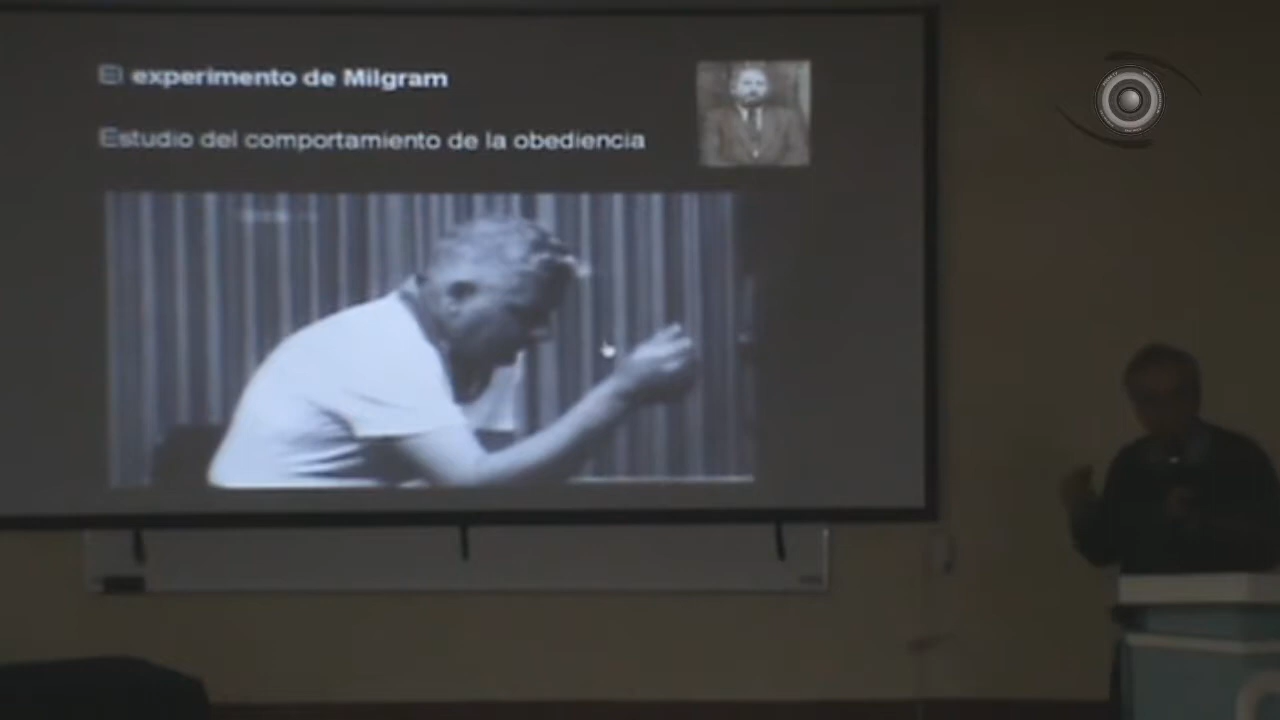 El experimento de Milgram
Estudio del comportamiento de la obediencia